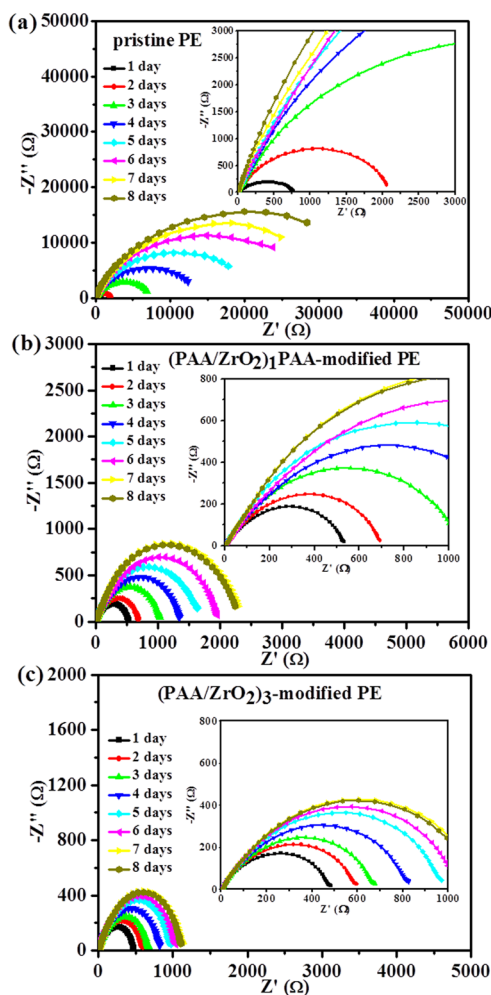 (a)
pristine PE
1 day
2 days
3 days
4 days
5 days
6 days
7 days
8 days
-Z'' (Ω)
50000
40000
30000
20000
10000
0
0 10000 20000 30000 40000 50000
Z' (Ω)
-Z'' (Ω)
3000
2500
2000
1500
1000
500
0
0 500 1000 1500 2000 2500 3000
Z' (Ω)
(b)
(PAA/ZrO2)1PAA-modified PE
1 day
2 days
3 days
4 days
5 days
6 days
7 days
8 days
-Z'' (Ω)
3000
2500
2000
1500
1000
500
0
0 1000 2000 3000 4000 5000 6000
Z' (Ω)
-Z'' (Ω)
800
600
400
200
0
0 200 400 600 800 1000
Z' (Ω)
(c)
(PAA/ZrO2)3-modified PE
1 day
2 days
3 days
4 days
5 days
6 days
7 days
8 days
-Z'' (Ω)
2000
1600
1200
800
400
0
0 1000 2000 3000 4000 5000
Z' (Ω)
-Z'' (Ω)
800
600
400
200
0
0 200 400 600 800 1000
Z' (Ω)